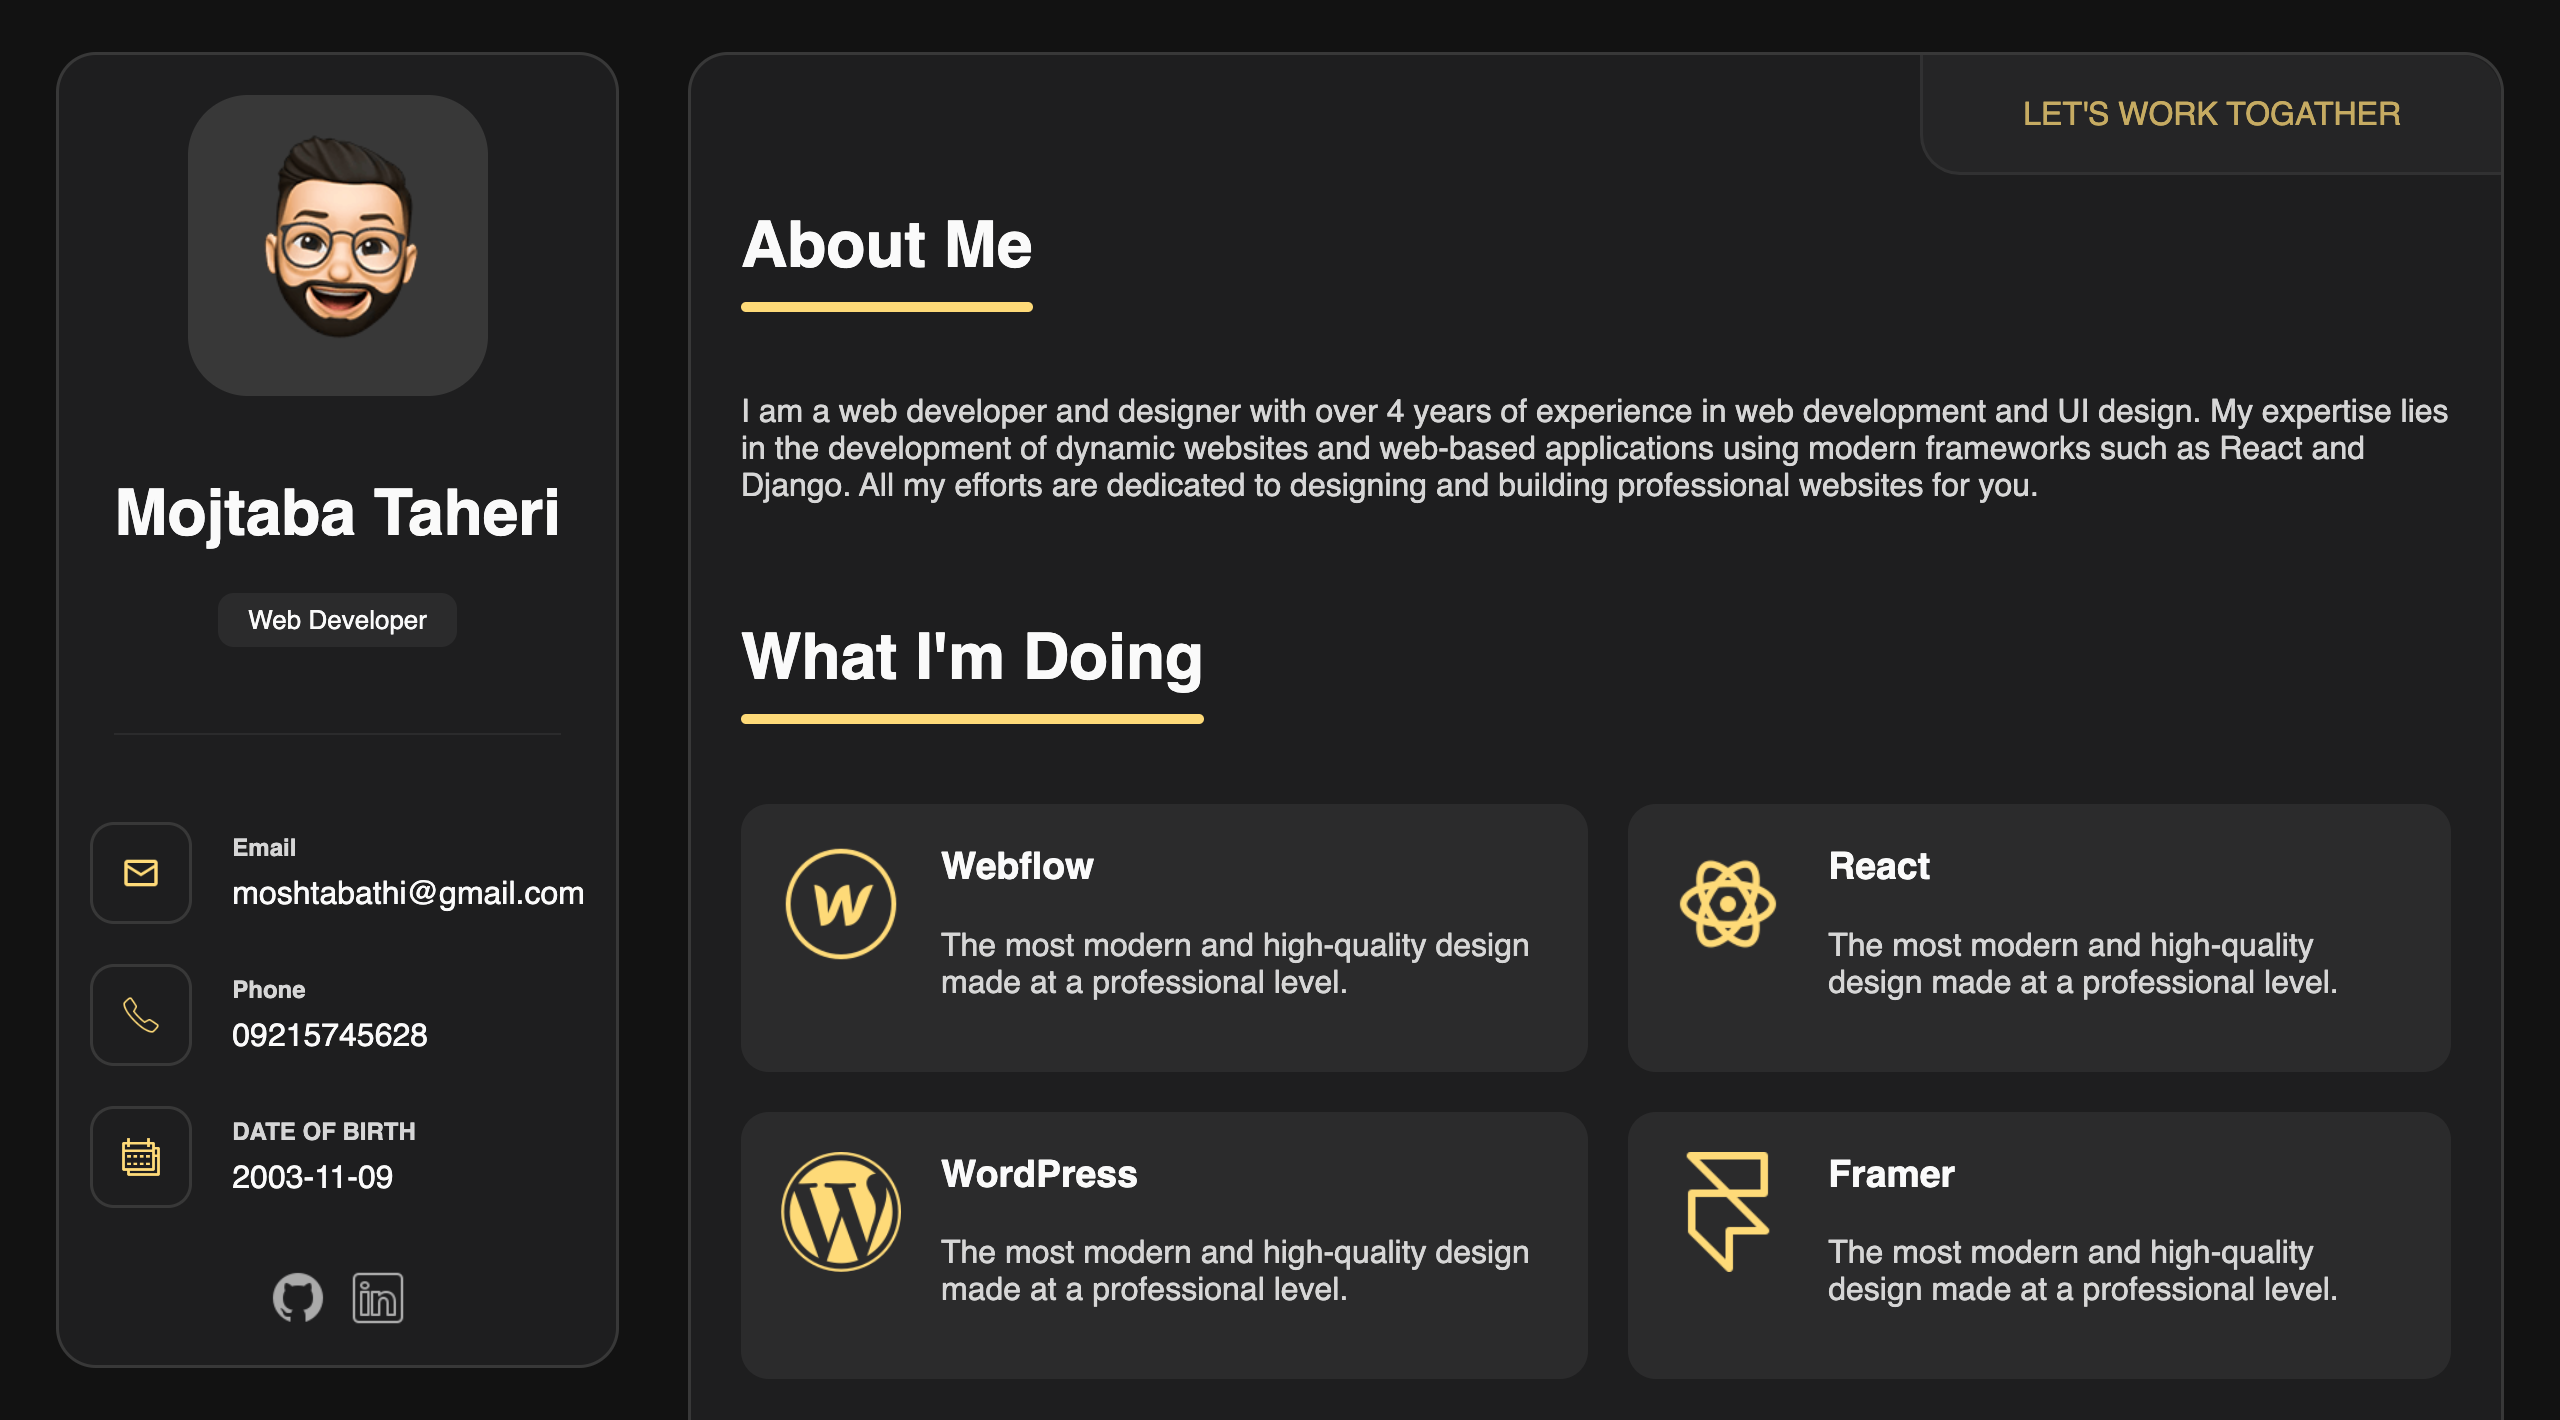 Mojtaba Taheri
Web Developer
Email
moshtabathi@gmail.com
Phone
09215745628
DATE OF BIRTH
2003-11-09
in
LET'S WORK TOGATHER
About Me
I am a web developer and designer with over 4 years of experience in web development and UI design. My expertise lies
in the development of dynamic websites and web-based applications using modern frameworks such as React and
Django. All my efforts are dedicated to designing and building professional websites for you.
What I'm Doing
Webflow
The most modern and high-quality design
made at a professional level.
React
The most modern and high-quality
design made at a professional level.
WordPress
The most modern and high-quality design
made at a professional level.
Framer
The most modern and high-quality
design made at a professional level.